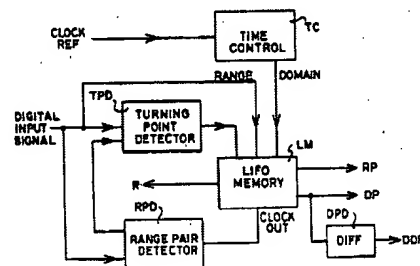 CLOCK
REF
TIME
CONTROL
TC
RANGE
DOMAIN
TPD
DIGITAL
INPUT
SIGNAL
TURNING
POINT
DETECTOR
LM
LIFO
MEMORY
RP
DP
R
RPD
CLOCK
OUT
DPD
RANGE PAIR
DETECTOR
DIFF
DDP